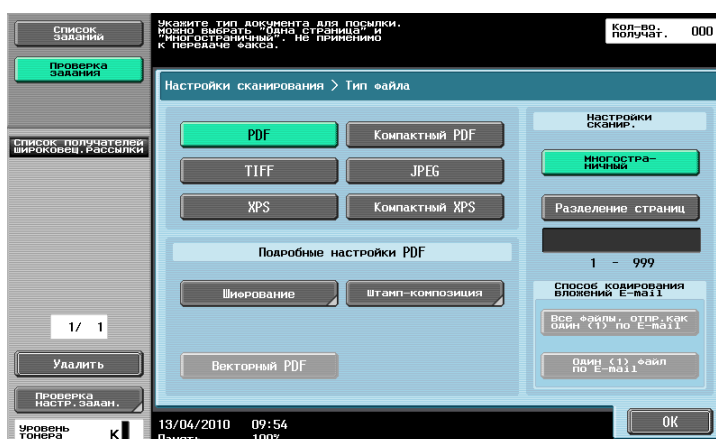 Список
заданий
Проверка
задания
Список получателей
широковещ.рассылки
1/ 1
Удалить
Проверка
настр.задан.
Уровень
тонера
K
Укажите тип документа для посылки.
Можно выбрать "Одна страница" и
"Многостраничный". Не применимо
к передаче факса.
Кол-во.
получат.
000
Настройки сканирования > Тип файла
PDF
Компактный PDF
TIFF
JPEG
XPS
Компактный XPS
Подробные настройки PDF
Шифрование
Штамп-композиция
Векторный PDF
Настройки
сканир.
Многостра-
ничный
Разделение страниц
1 - 999
Способ кодирования
вложений E-mail
Все файлы, отпр.как
один (1) по E-mail
Один (1) файл
по E-mail
13/04/2010 09:54
Память 100%
OK